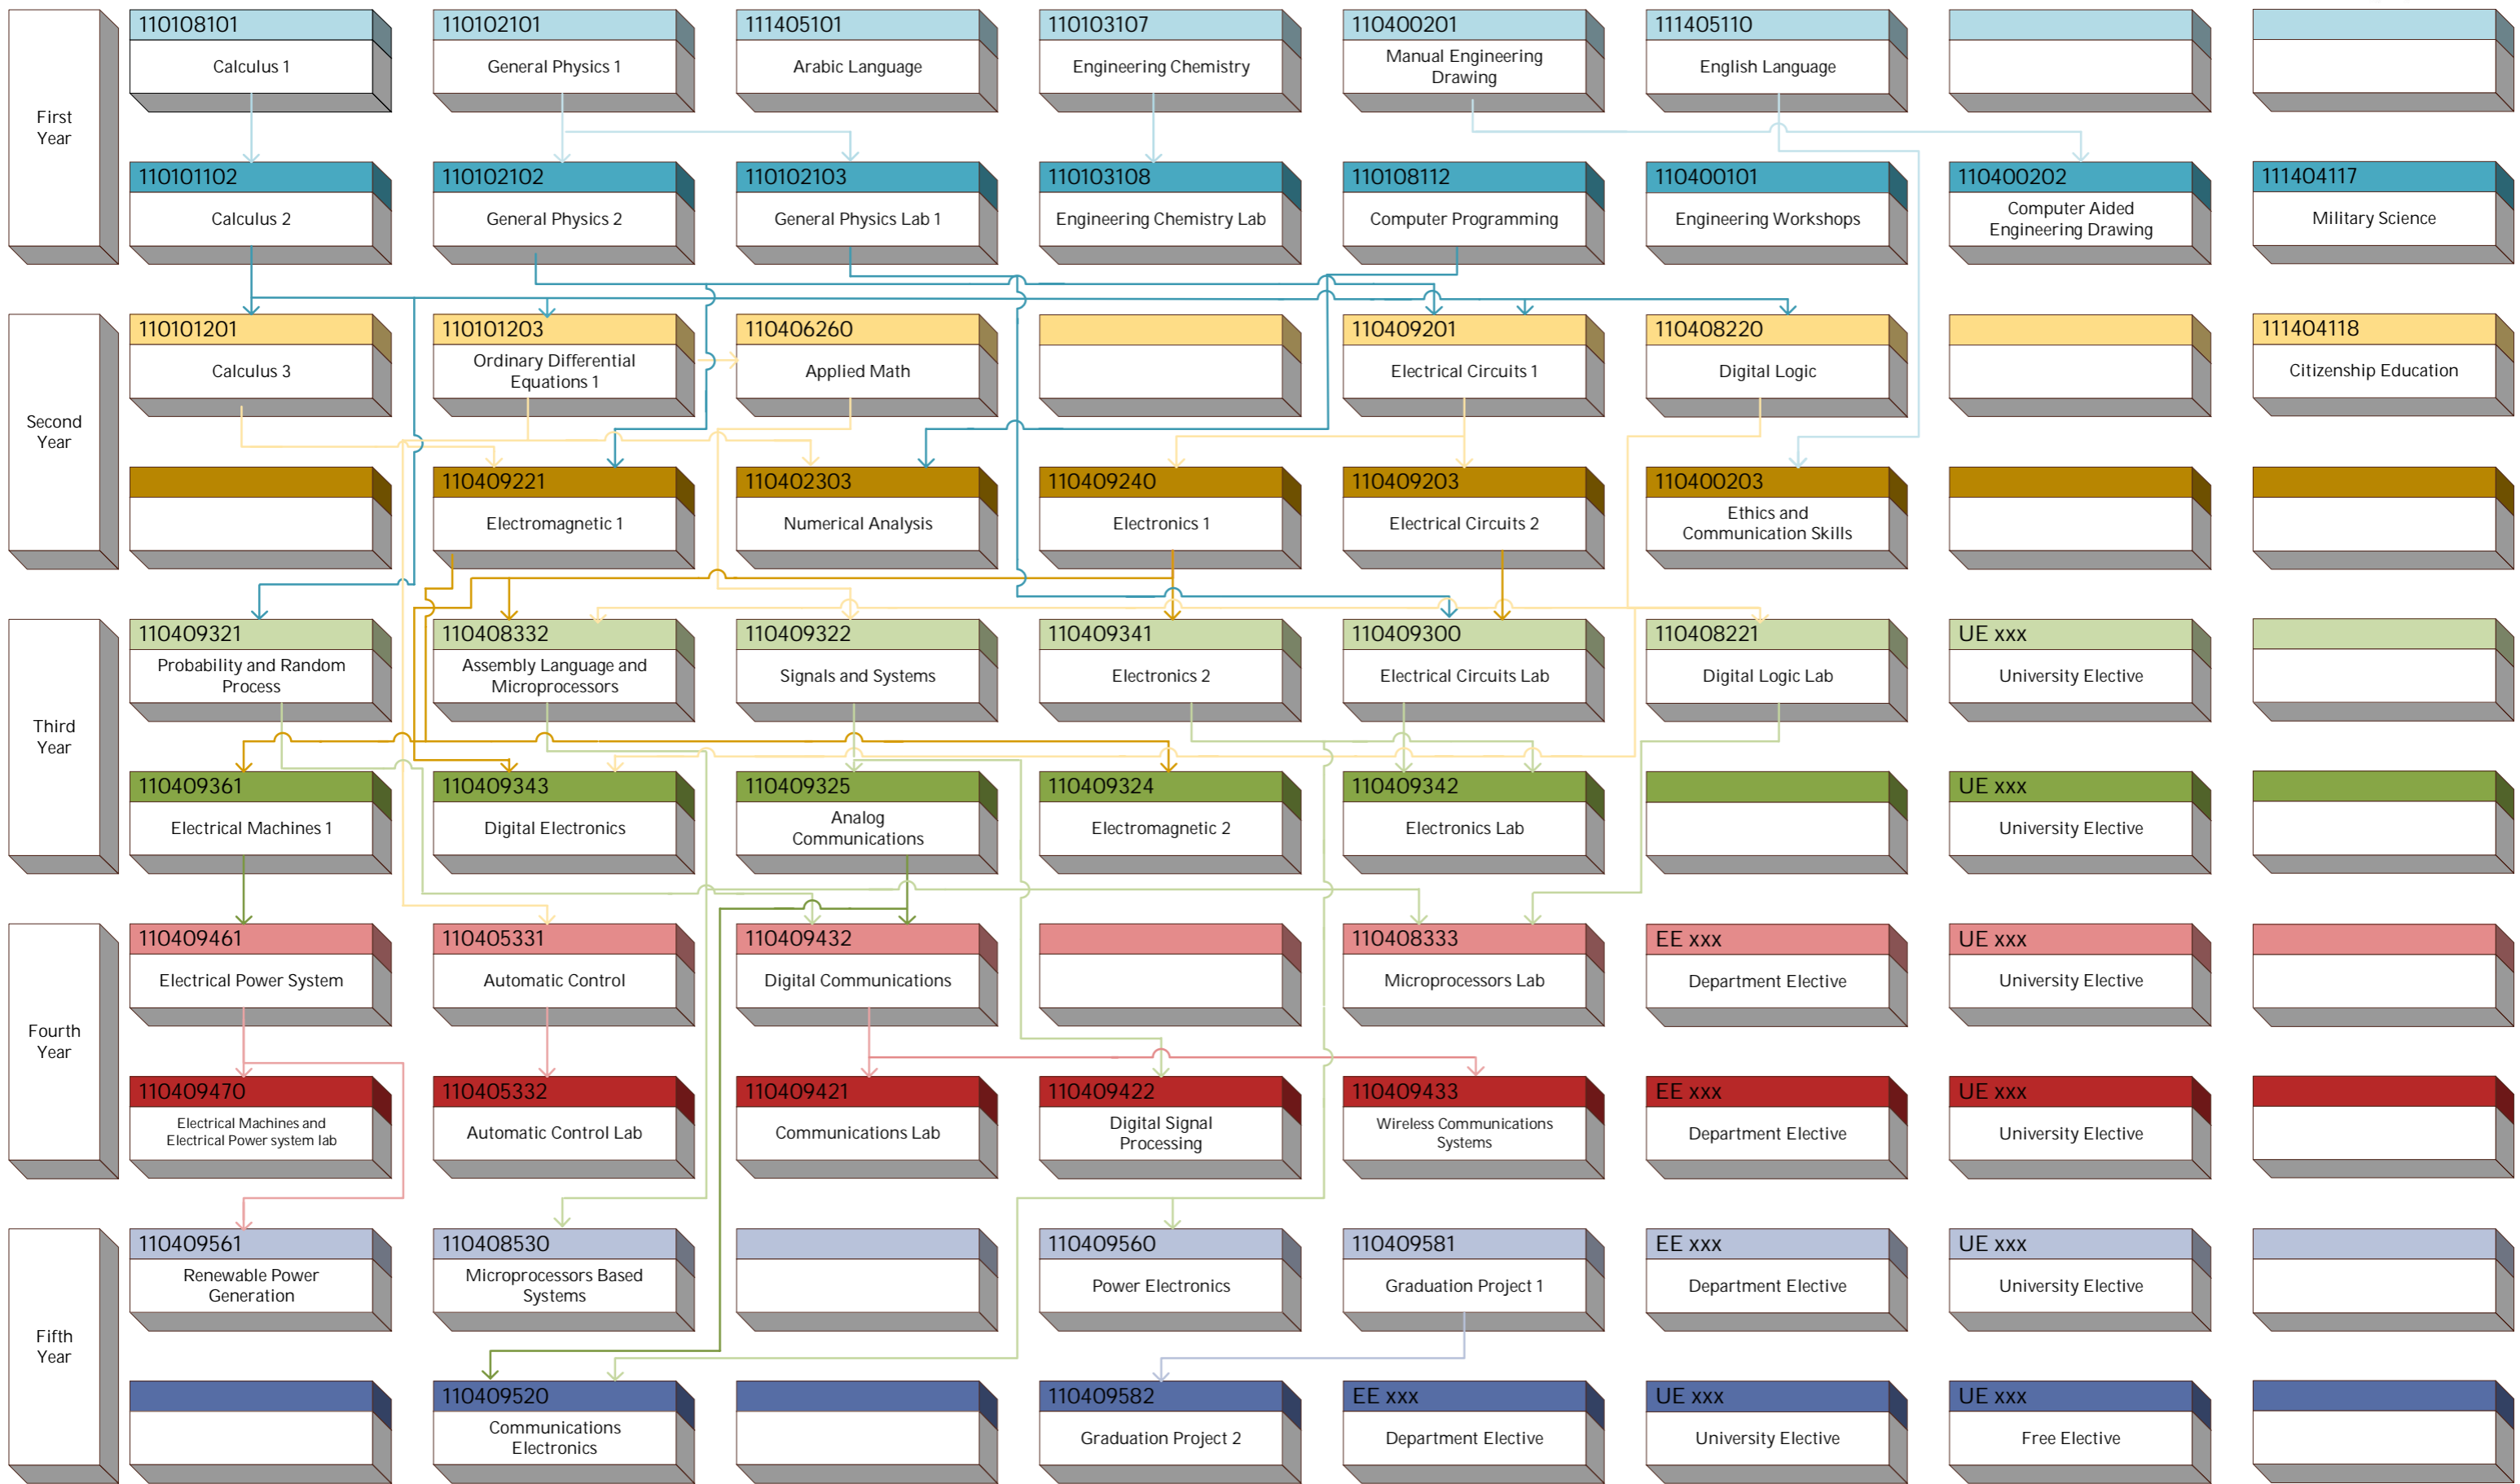 First
Year
110108101
Calculus 1
110102101
General Physics 1
111405101
Arabic Language
110103107
Engineering Chemistry
110400201
Manual Engineering
Drawing
111405110
English Language
110101102
Calculus 2
110102102
General Physics 2
110102103
General Physics Lab 1
110103108
Engineering Chemistry Lab
110108112
Computer Programming
110400101
Engineering Workshops
110400202
Computer Aided
Engineering Drawing
111404117
Military Science
Second
Year
110101201
Calculus 3
110101203
Ordinary Differential
Equations 1
110406260
Applied Math
110409201
Electrical Circuits 1
110408220
Digital Logic
111404118
Citizenship Education
110409221
Electromagnetic 1
110402303
Numerical Analysis
110409240
Electronics 1
110409203
Electrical Circuits 2
110400203
Ethics and
Communication Skills
Third
Year
110409321
Probability and Random
Process
110408332
Assembly Language and
Microprocessors
110409322
Signals and Systems
110409341
Electronics 2
110409300
Electrical Circuits Lab
110408221
Digital Logic Lab
UE xxx
University Elective
110409361
Electrical Machines 1
110409343
Digital Electronics
110409325
Analog
Communications
110409324
Electromagnetic 2
110409342
Electronics Lab
UE xxx
University Elective
Fourth
Year
110409461
Electrical Power System
110405331
Automatic Control
110409432
Digital Communications
110408333
Microprocessors Lab
EE xxx
Department Elective
UE xxx
University Elective
110409470
Electrical Machines and
Electrical Power system lab
110405332
Automatic Control Lab
110409421
Communications Lab
110409422
Digital Signal
Processing
110409433
Wireless Communications
Systems
EE xxx
Department Elective
UE xxx
University Elective
Fifth
Year
110409561
Renewable Power
Generation
110408530
Microprocessors Based
Systems
110409560
Power Electronics
110409581
Graduation Project 1
EE xxx
Department Elective
UE xxx
University Elective
110409520
Communications
Electronics
110409582
Graduation Project 2
EE xxx
Department Elective
UE xxx
University Elective
UE xxx
Free Elective